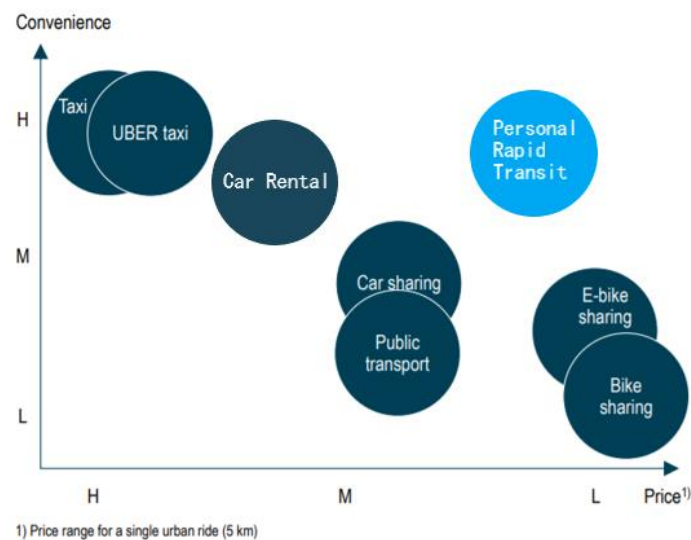 Convenience
H
Taxi
UBER taxi
Car Rental
Personal
Rapid
Transit
M
Car sharing
Public
transport
E-bike
sharing
Bike
sharing
L
H
M
L
Price1)
1) Price range for a single urban ride (5 km)